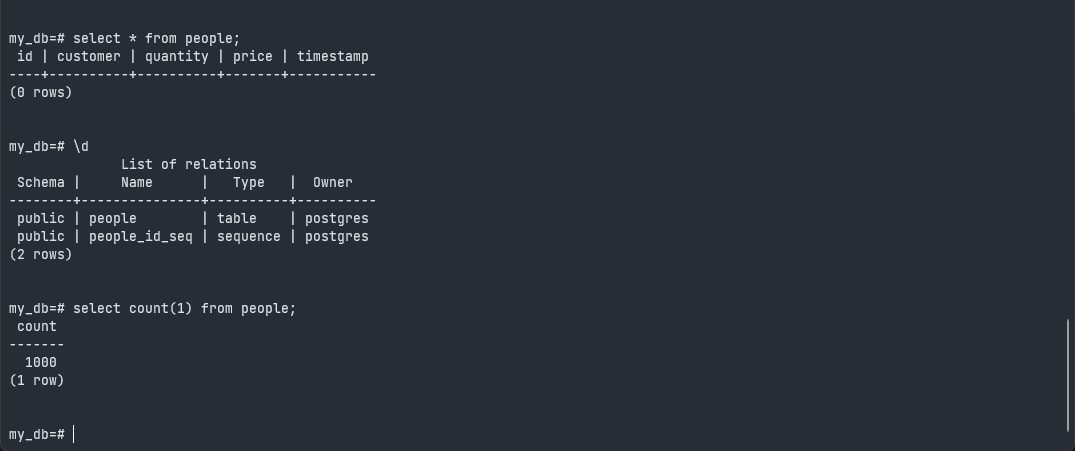 my_db=# select * from people;
 id | customer | quantity | price | timestamp
----+----------+----------+-------+-----------
(0 rows)
my_db=# \d
              List of relations
 Schema |     Name      |   Type   |  Owner
--------+---------------+----------+----------
 public | people        | table    | postgres
 public | people_id_seq | sequence | postgres
(2 rows)
my_db=# select count(1) from people;
 count
-------
  1000
(1 row)
my_db=#